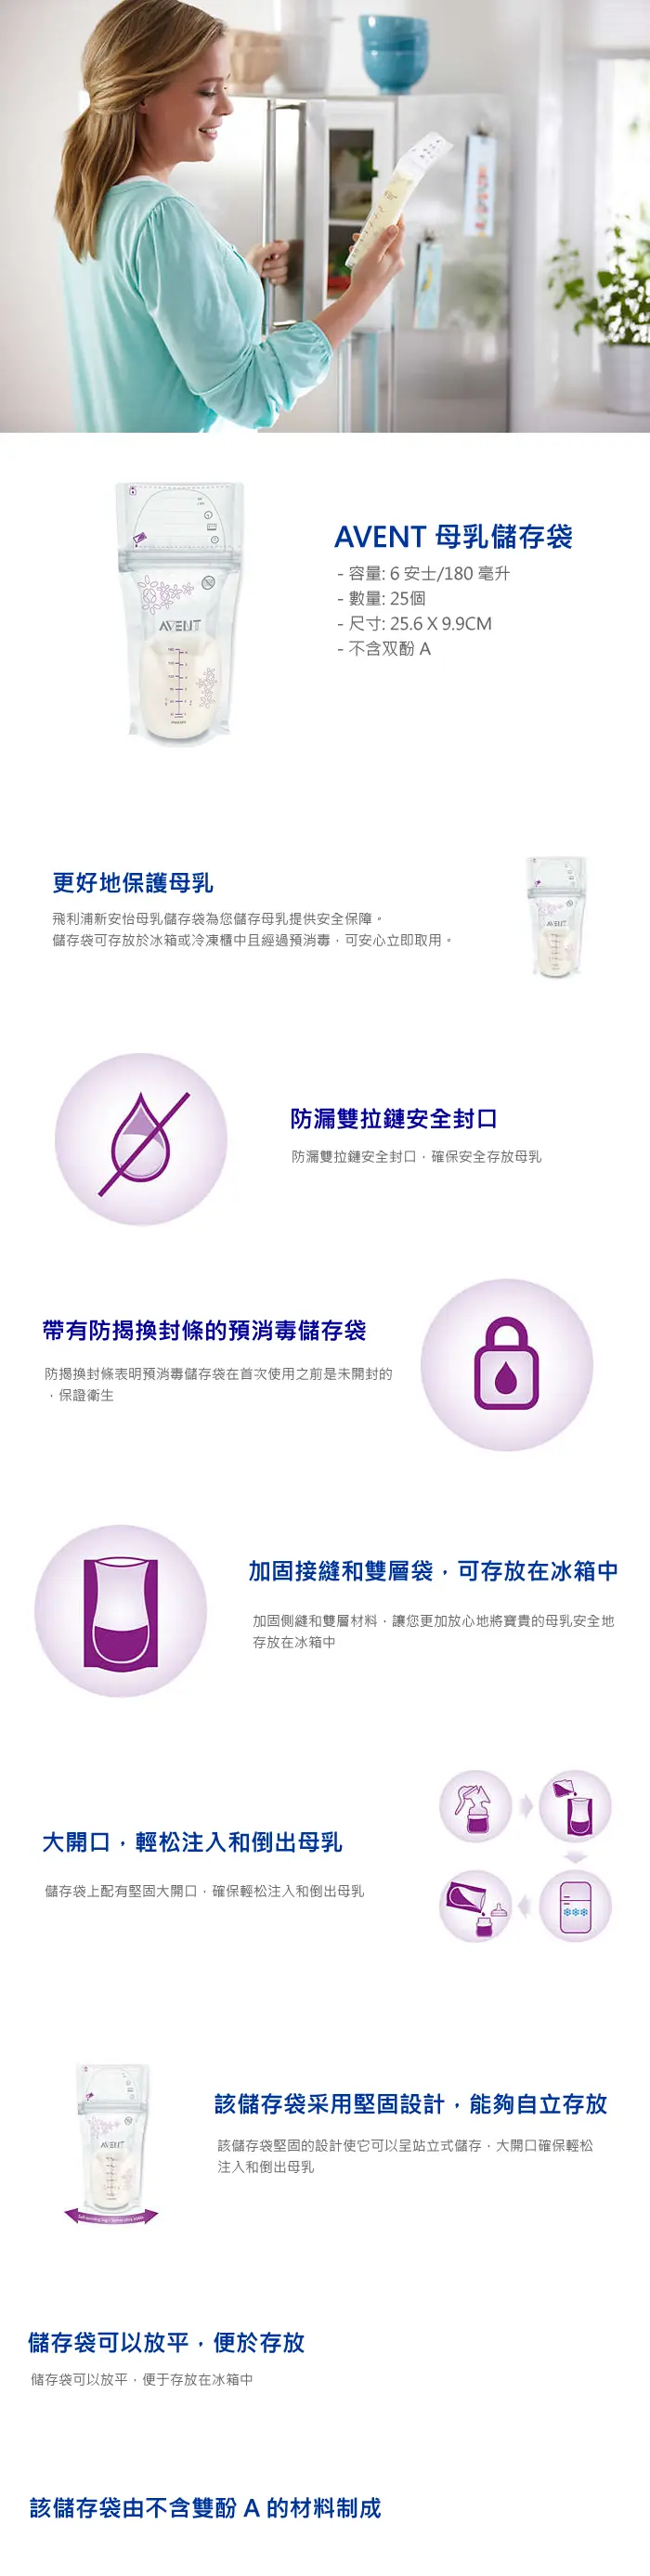 AVENT
AVENT 母乳儲存袋
- 容量: 6 安士/180 毫升
- 數量: 25個
- 尺寸: 25.6 X 9.9CM
- 不含双酚 A
更好地保護母乳
飛利浦新安怡母乳儲存袋為您儲存母乳提供安全保障。
儲存袋可存放於冰箱或冷凍櫃中且經過預消毒，可安心立即取用。
AVENT
防漏雙拉鏈安全封口
防漏雙拉鏈安全封口，確保安全存放母乳
帶有防揭換封條的預消毒儲存袋
防揭換封條表明預消毒儲存袋在首次使用之前是未開封的
，保證衛生
加固接縫和雙層袋，可存放在冰箱中
加固側縫和雙層材料，讓您更加放心地將寶貴的母乳安全地
存放在冰箱中
大開口，輕松注入和倒出母乳
儲存袋上配有堅固大開口，確保輕松注入和倒出母乳
該儲存袋采用堅固設計，能夠自立存放
該儲存袋堅固的設計使它可以呈站立式儲存，大開口確保輕松
注入和倒出母乳
AVENT
儲存袋可以放平，便於存放
储存袋可以放平，便于存放在冰箱中
該儲存袋由不含雙酚 A 的材料制成